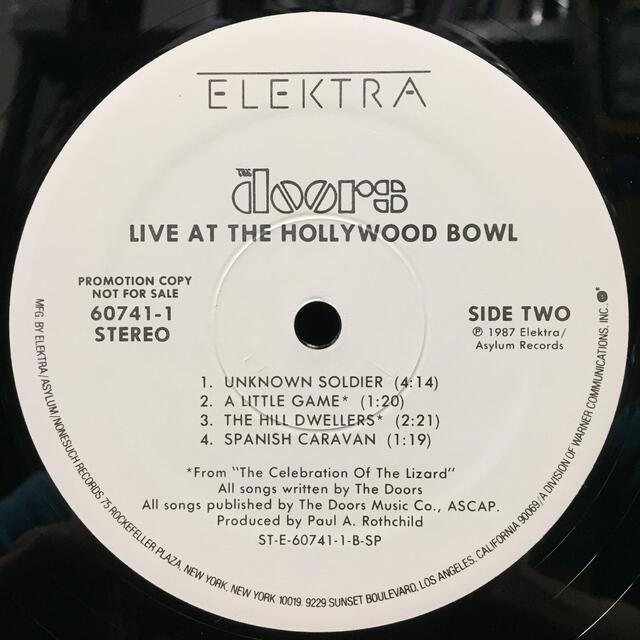 ELEKTRA
THE
doors
LIVE AT THE HOLLYWOOD BOWL
PROMOTION COPY
NOT FOR SALE
60741-1
STEREO
SIDE TWO
Ⓟ 1987 Elektra/
Asylum Records
1. UNKNOWN SOLDIER (4:14)
2. A LITTLE GAME* (1:20)
3. THE HILL DWELLERS* (2:21)
4. SPANISH CARAVAN (1:19)
*From "The Celebration Of The Lizard"
All songs written by The Doors
All songs published by The Doors Music Co., ASCAP.
Produced by Paul A. Rothchild
ST-E-60741-1-B-SP
MFG. BY ELEKTRA/ASYLUM/NONESUCH RECORDS 75 ROCKEFELLER PLAZA, NEW YORK, NEW YORK 10019. 9229 SUNSET BOULEVARD, LOS ANGELES, CALIFORNIA 90069/A DIVISION OF WARNER COMMUNICATIONS, INC.